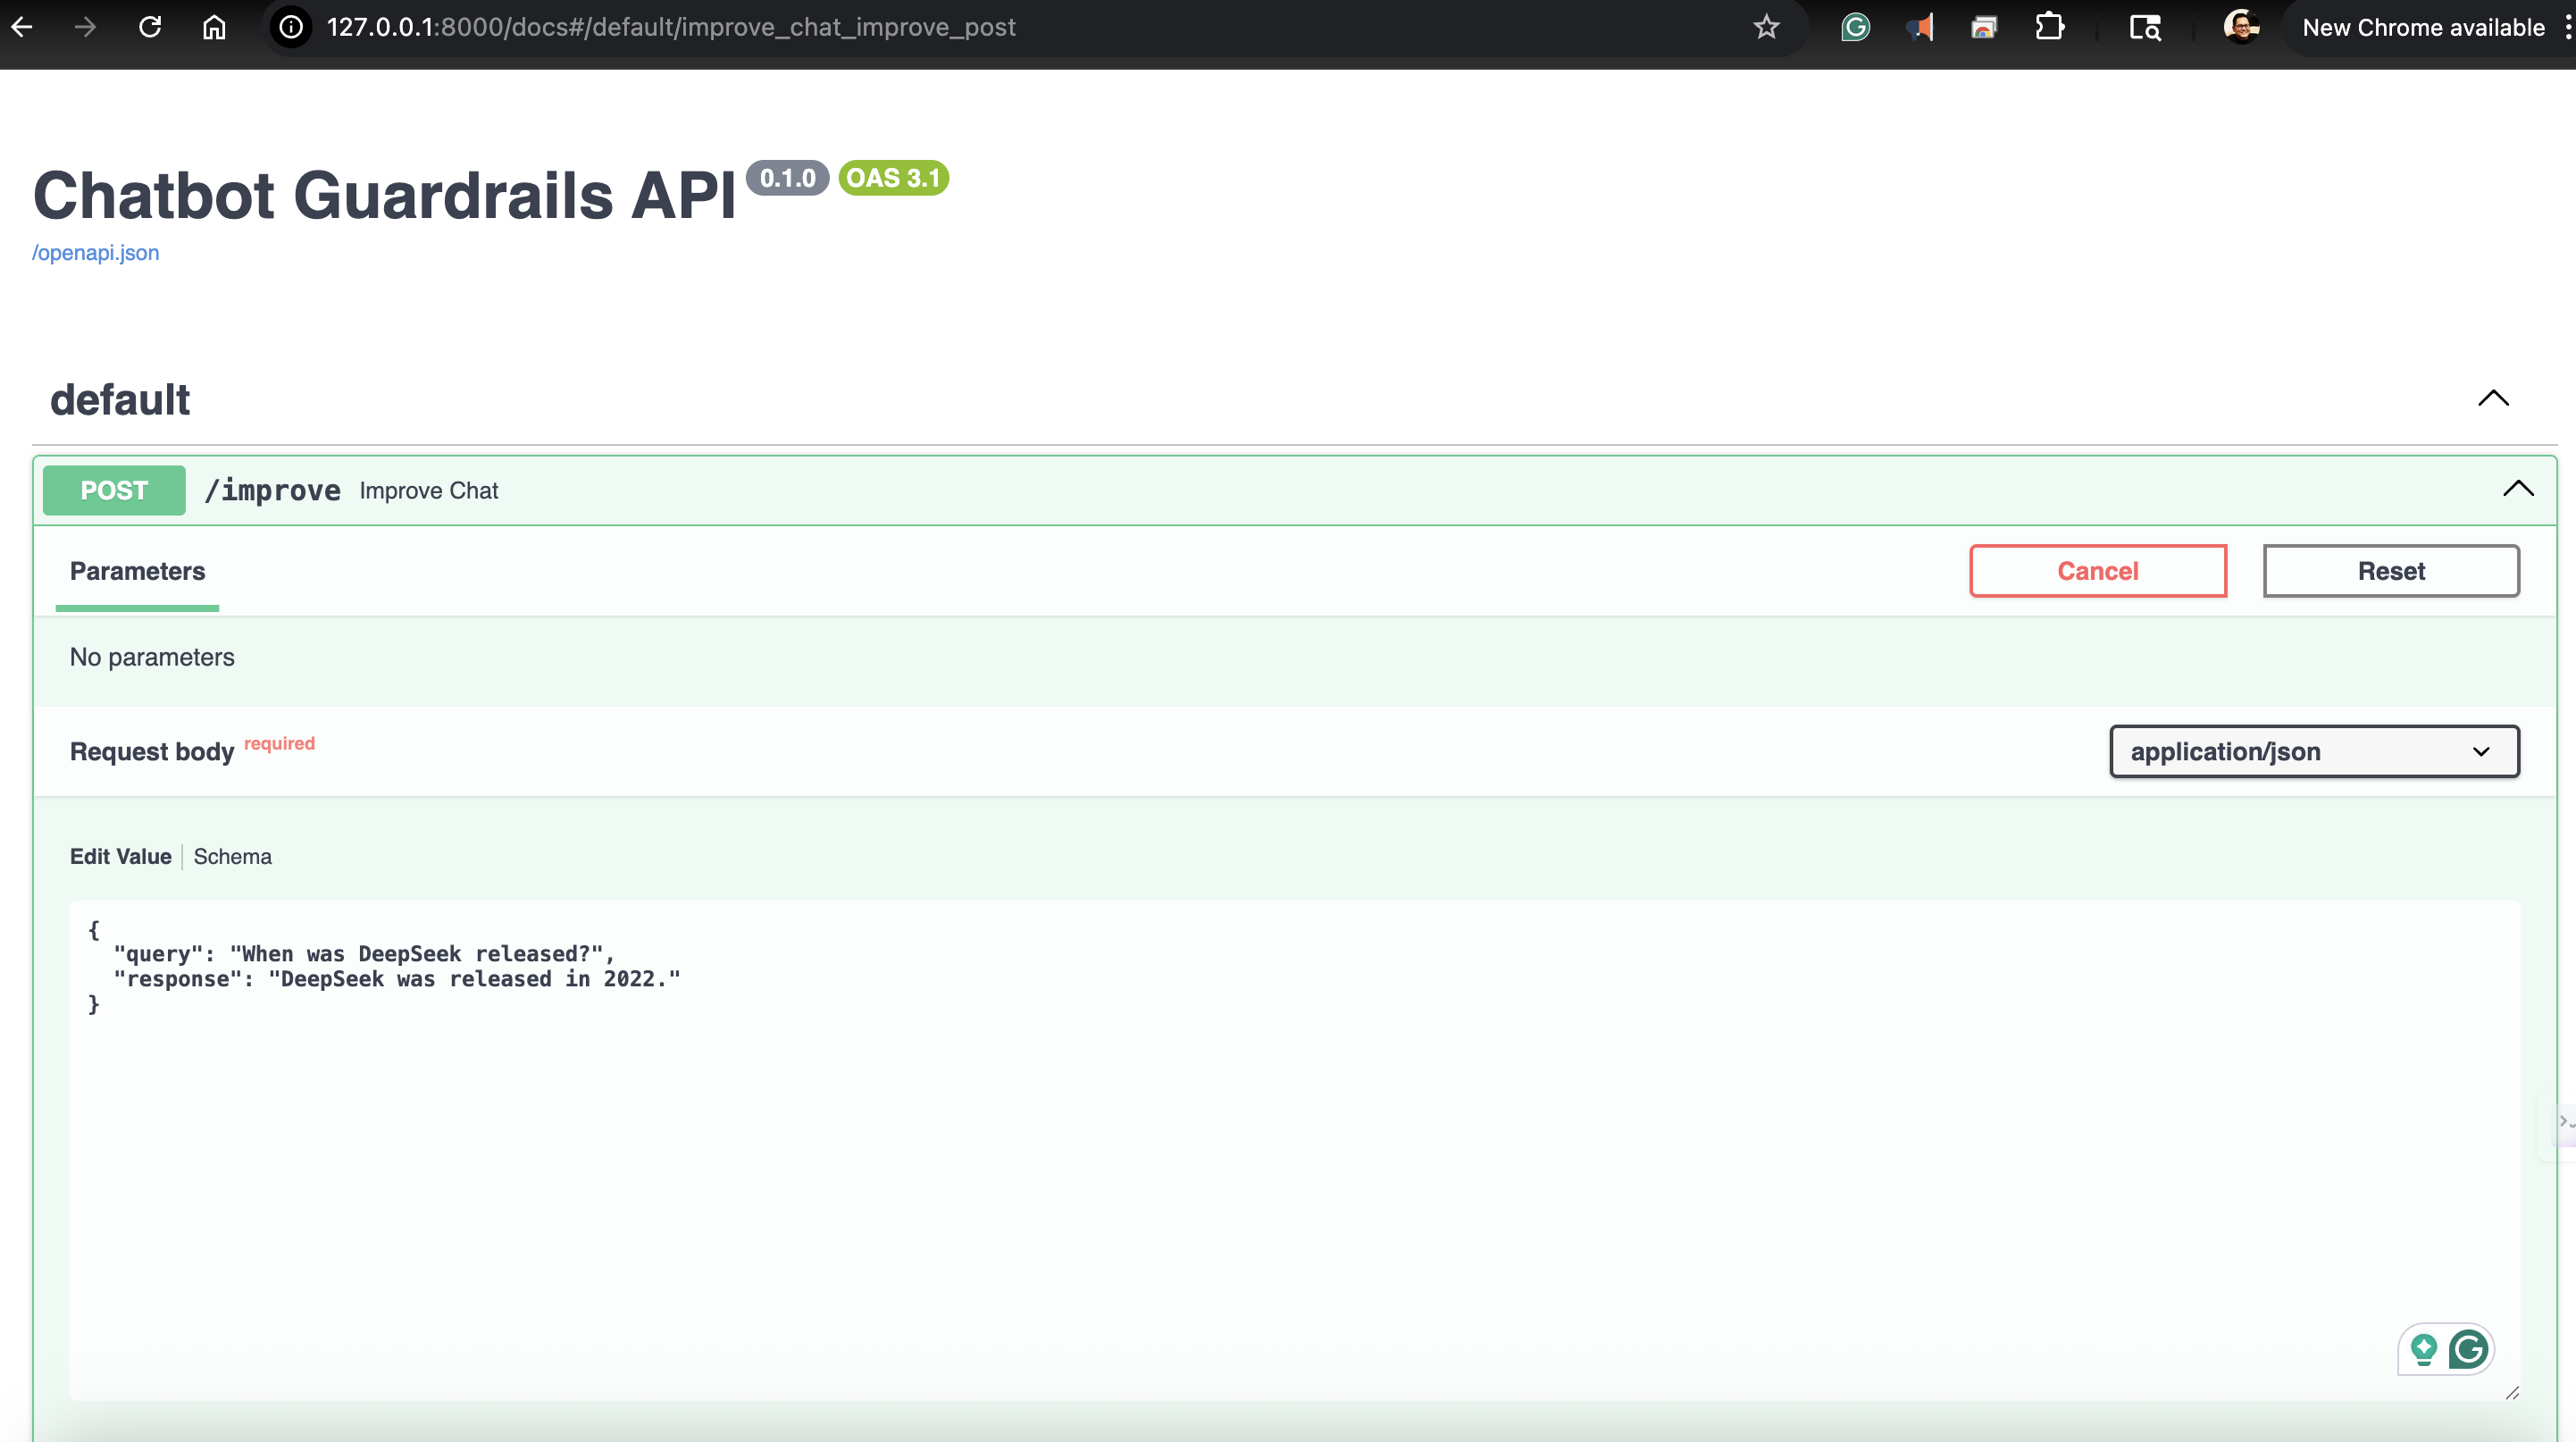 127.0.0.1:8000/docs#/default/improve_chat_improve_post
New Chrome available
Chatbot Guardrails API 0.1.0 OAS 3.1
/openapi.json
default
POST /improve Improve Chat
Parameters
Cancel
Reset
No parameters
Request body required
application/json
Edit Value
Schema
{
"query": "When was DeepSeek released?",
"response": "DeepSeek was released in 2022."
}